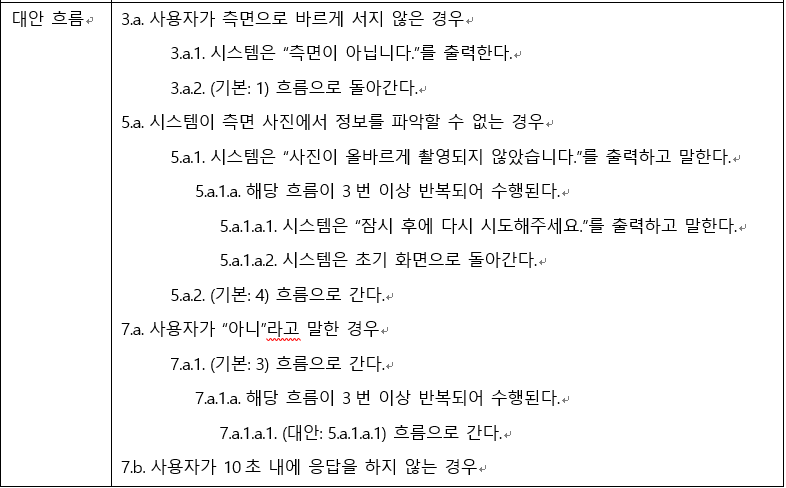 대안 흐름
3.a. 사용자가 측면으로 바르게 서지 않은 경우
3.a.1. 시스템은 “측면이 아닙니다.”를 출력한다.
3.a.2. (기본: 1) 흐름으로 돌아간다.
5.a. 시스템이 측면 사진에서 정보를 파악할 수 없는 경우
5.a.1. 시스템은 “사진이 올바르게 촬영되지 않았습니다.”를 출력하고 말한다.
5.a.1.a. 해당 흐름이 3번 이상 반복되어 수행된다.
5.a.1.a.1. 시스템은 “잠시 후에 다시 시도해주세요.”를 출력하고 말한다.
5.a.1.a.2. 시스템은 초기 화면으로 돌아간다.
5.a.2. (기본: 4) 흐름으로 간다.
7.a. 사용자가 “아니”라고 말한 경우
7.a.1. (기본: 3) 흐름으로 간다.
7.a.1.a. 해당 흐름이 3번 이상 반복되어 수행된다.
7.a.1.a.1. (대안: 5.a.1.a.1) 흐름으로 간다.
7.b. 사용자가 10초 내에 응답을 하지 않는 경우